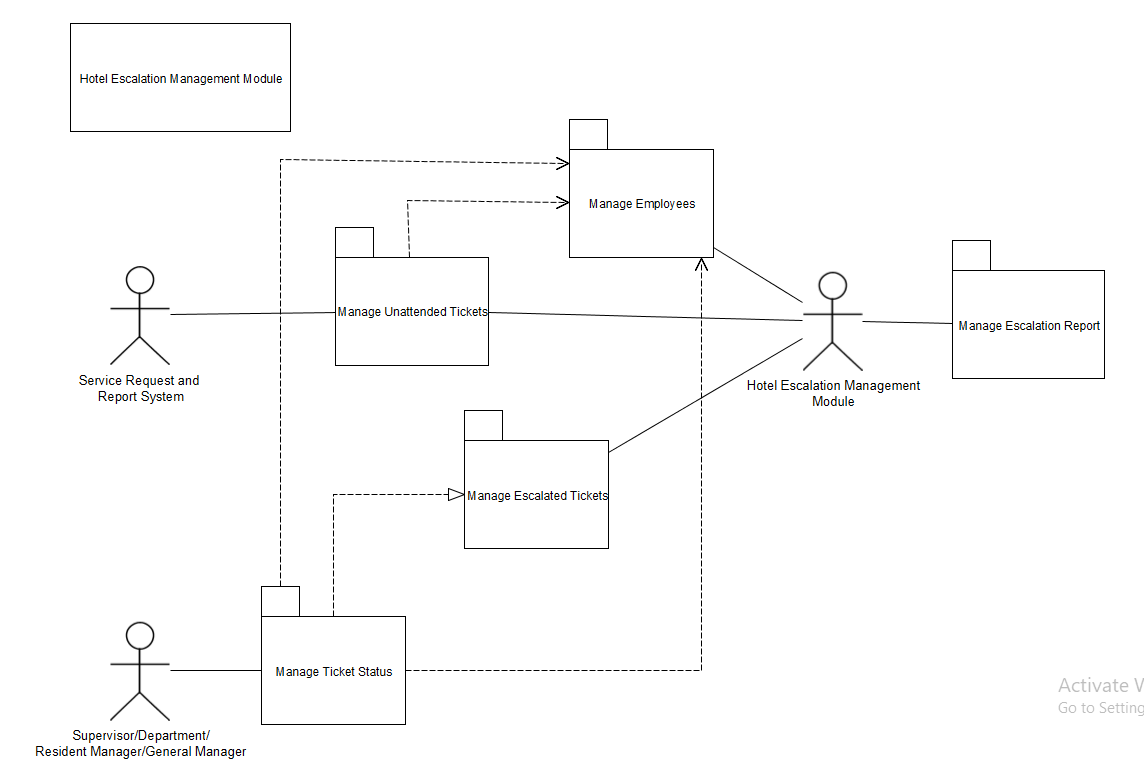 Hotel Escalation Management Module
Manage Employees
Manage Unattended Tickets
Manage Escalation Report
Service Request and
Report System
Hotel Escalation Management
Module
Manage Escalated Tickets
Manage Ticket Status
Activate W
Go to Setting
Supervisor/Department/
Resident Manager/General Manager